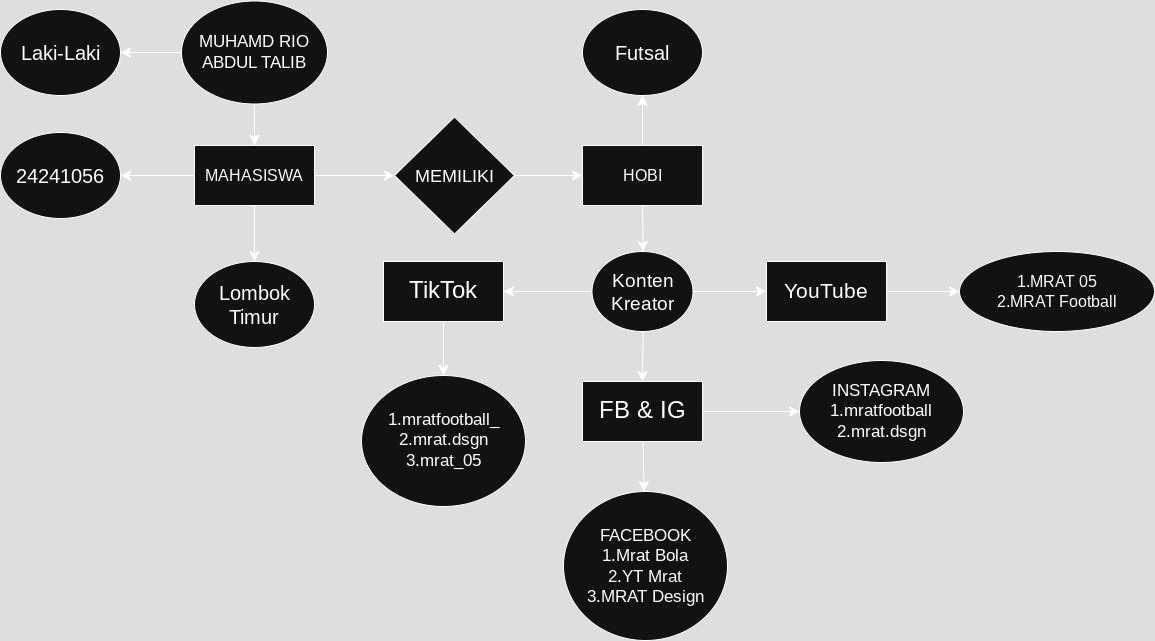 Laki-Laki
MUHAMD RIO
ABDUL TALIB
Futsal
24241056
MAHASISWA
MEMILIKI
HOBI
Lombok
Timur
TikTok
Konten
Kreator
YouTube
1.MRAT 05
2.MRAT Football
1.mratfootball_
2.mrat.dsgn
3.mrat_05
FB & IG
INSTAGRAM
1.mratfootball
2.mrat.dsgn
FACEBOOK
1.Mrat Bola
2.YT Mrat
3.MRAT Design